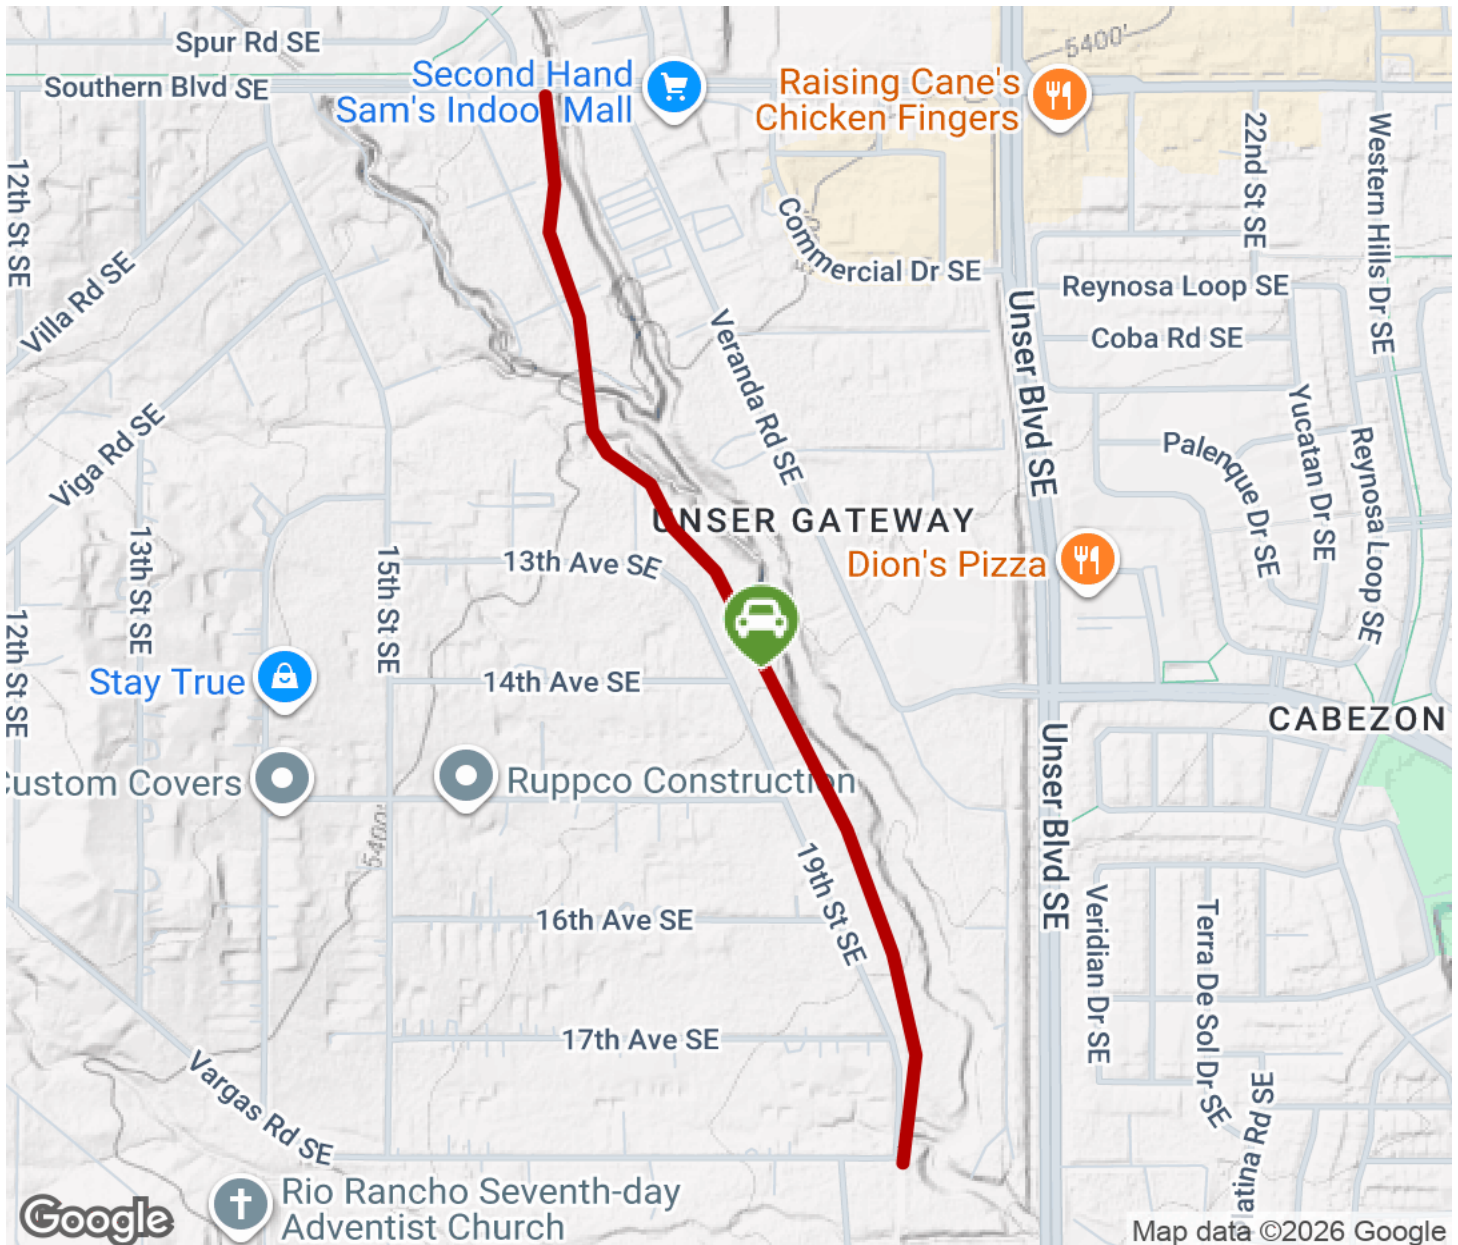 Spur Rd SE
Southern Blvd SE
Second Hand
Sam's Indoor Mall
Raising Cane's
Chicken Fingers
5400'
12th St SE
22nd St SE
Western Hills Dr SE
Villa Rd SE
Commercial Dr SE
Reynosa Loop SE
Coba Rd SE
Unser Blvd SE
Veranda Rd SE
Viga Rd SE
Yucatan Dr SE
Palenque Dr SE
Reynosa Loop SE
UNSER GATEWAY
13th St SE
15th St SE
13th Ave SE
Dion's Pizza
12th St SE
Stay True
14th Ave SE
CABEZON
Unser Blvd SE
Custom Covers
Ruppco Construction
5400'
19th St SE
16th Ave SE
Veridian Dr SE
Terra De Sol Dr SE
17th Ave SE
Vargas Rd SE
Platina Rd SE
Rio Rancho Seventh-day
Adventist Church
Google
Map data ©2026 Google